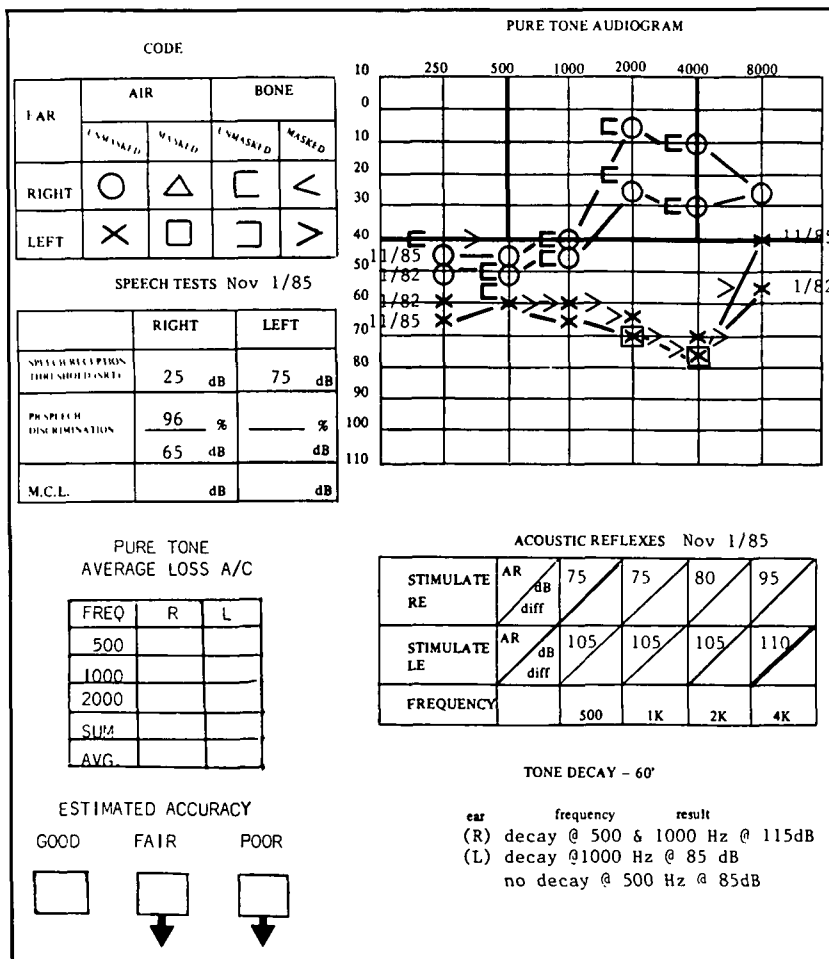 PURE TONE AUDIOGRAM
CODE
EAR
AIR
BONE
UNMASKED
MASKED
UNMASKED
MASKED
RIGHT
LEFT
10
0
10
20
30
40
50
60
70
80
90
100
110
250
500
1000
2000
4000
8000
11/85
1/82
1/82
11/85
11/85
1/82
SPEECH TESTS Nov 1/85
RIGHT
LEFT
SPEECH RECEPTION
THRESHOLD (SRT)
25 dB
75 dB
SPEECH
DISCRIMINATION
96 %
%
65 dB
dB
M.C.L.
dB
dB
PURE TONE
AVERAGE LOSS A/C
FREQ R L
500
1000
2000
SUM
AVG.
ESTIMATED ACCURACY
GOOD FAIR POOR
ACOUSTIC REFLEXES Nov 1/85
STIMULATE
RE
AR
dB
diff
75 75 80 95
STIMULATE
LE
AR
dB
diff
105 105 105 110
FREQUENCY
500 1K 2K 4K
TONE DECAY – 60'
ear frequency result
(R) decay @ 500 & 1000 Hz @ 115dB
(L) decay @1000 Hz @ 85 dB
no decay @ 500 Hz @ 85dB